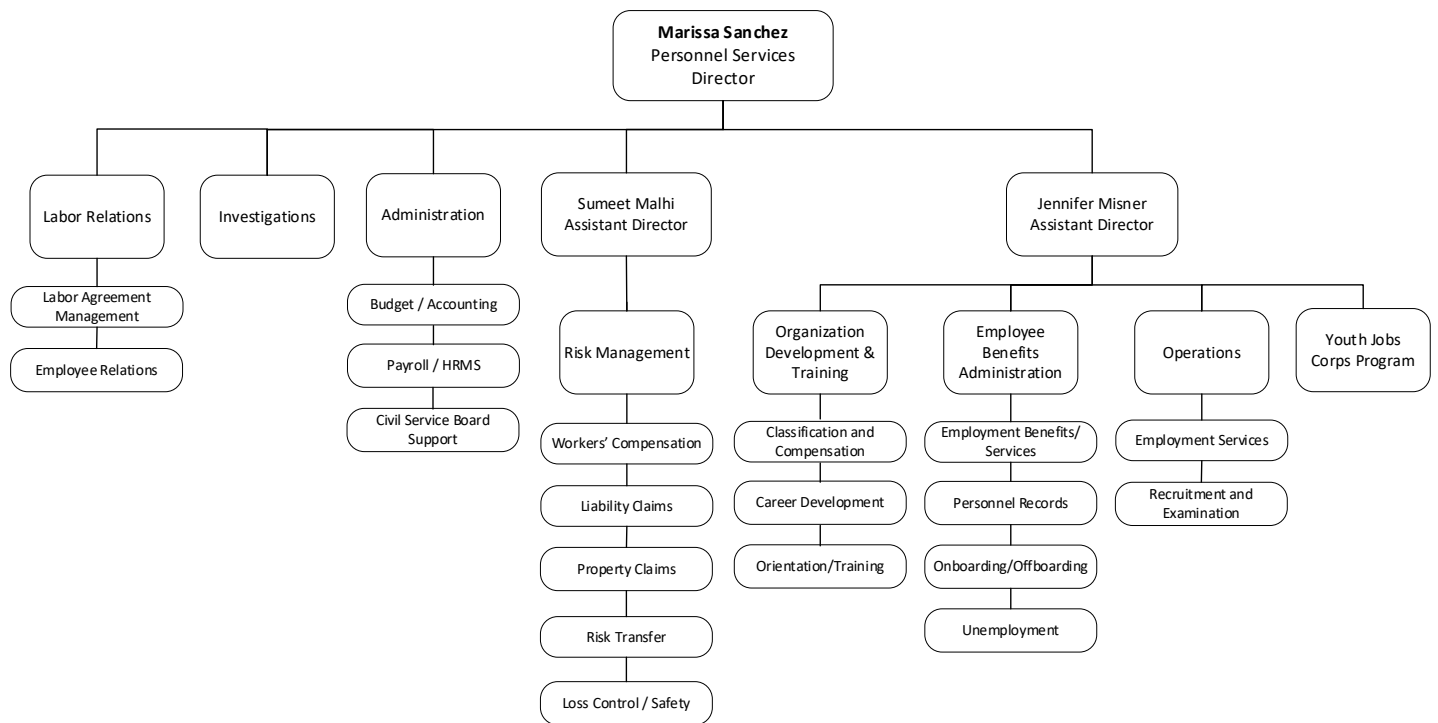 Marissa Sanchez
Personnel Services
Director
Labor Relations
Investigations
Administration
Sumeet Malhi
Assistant Director
Jennifer Misner
Assistant Director
Labor Agreement
Management
Employee Relations
Budget / Accounting
Payroll / HRMS
Civil Service Board
Support
Risk Management
Workers’ Compensation
Liability Claims
Property Claims
Risk Transfer
Loss Control / Safety
Organization
Development &
Training
Classification and
Compensation
Career Development
Orientation/Training
Employee
Benefits
Administration
Employment Benefits/
Services
Personnel Records
Onboarding/Offboarding
Unemployment
Operations
Employment Services
Recruitment and
Examination
Youth Jobs
Corps Program